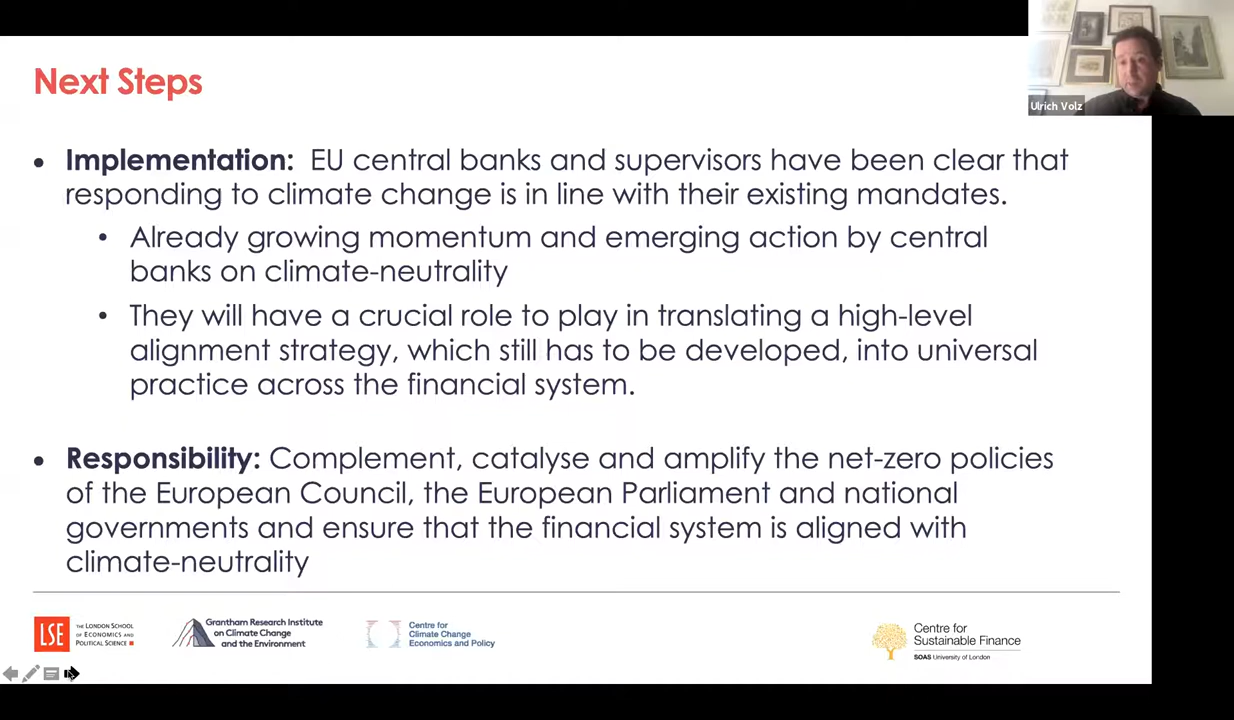 Next Steps
Ulrich Volz
• Implementation: EU central banks and supervisors have been clear that
responding to climate change is in line with their existing mandates.
• Already growing momentum and emerging action by central
banks on climate-neutrality
• They will have a crucial role to play in translating a high-level
alignment strategy, which still has to be developed, into universal
practice across the financial system.
• Responsibility: Complement, catalyse and amplify the net-zero policies
of the European Council, the European Parliament and national
governments and ensure that the financial system is aligned with
climate-neutrality
LSE
THE LONDON SCHOOL
OF ECONOMICS AND
POLITICAL SCIENCE
Grantham Research Institute
on Climate Change
and the Environment
Centre for
Climate Change
Economics and Policy
Centre for
Sustainable Finance
SOAS University of London